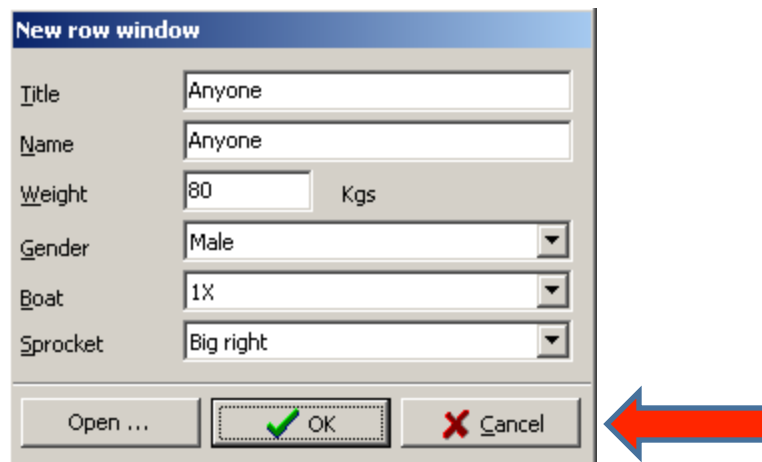 New row window
Title Anyone
Name Anyone
Weight 80 Kgs
Gender Male
Boat 1X
Sprocket Big right
Open ... OK Cancel